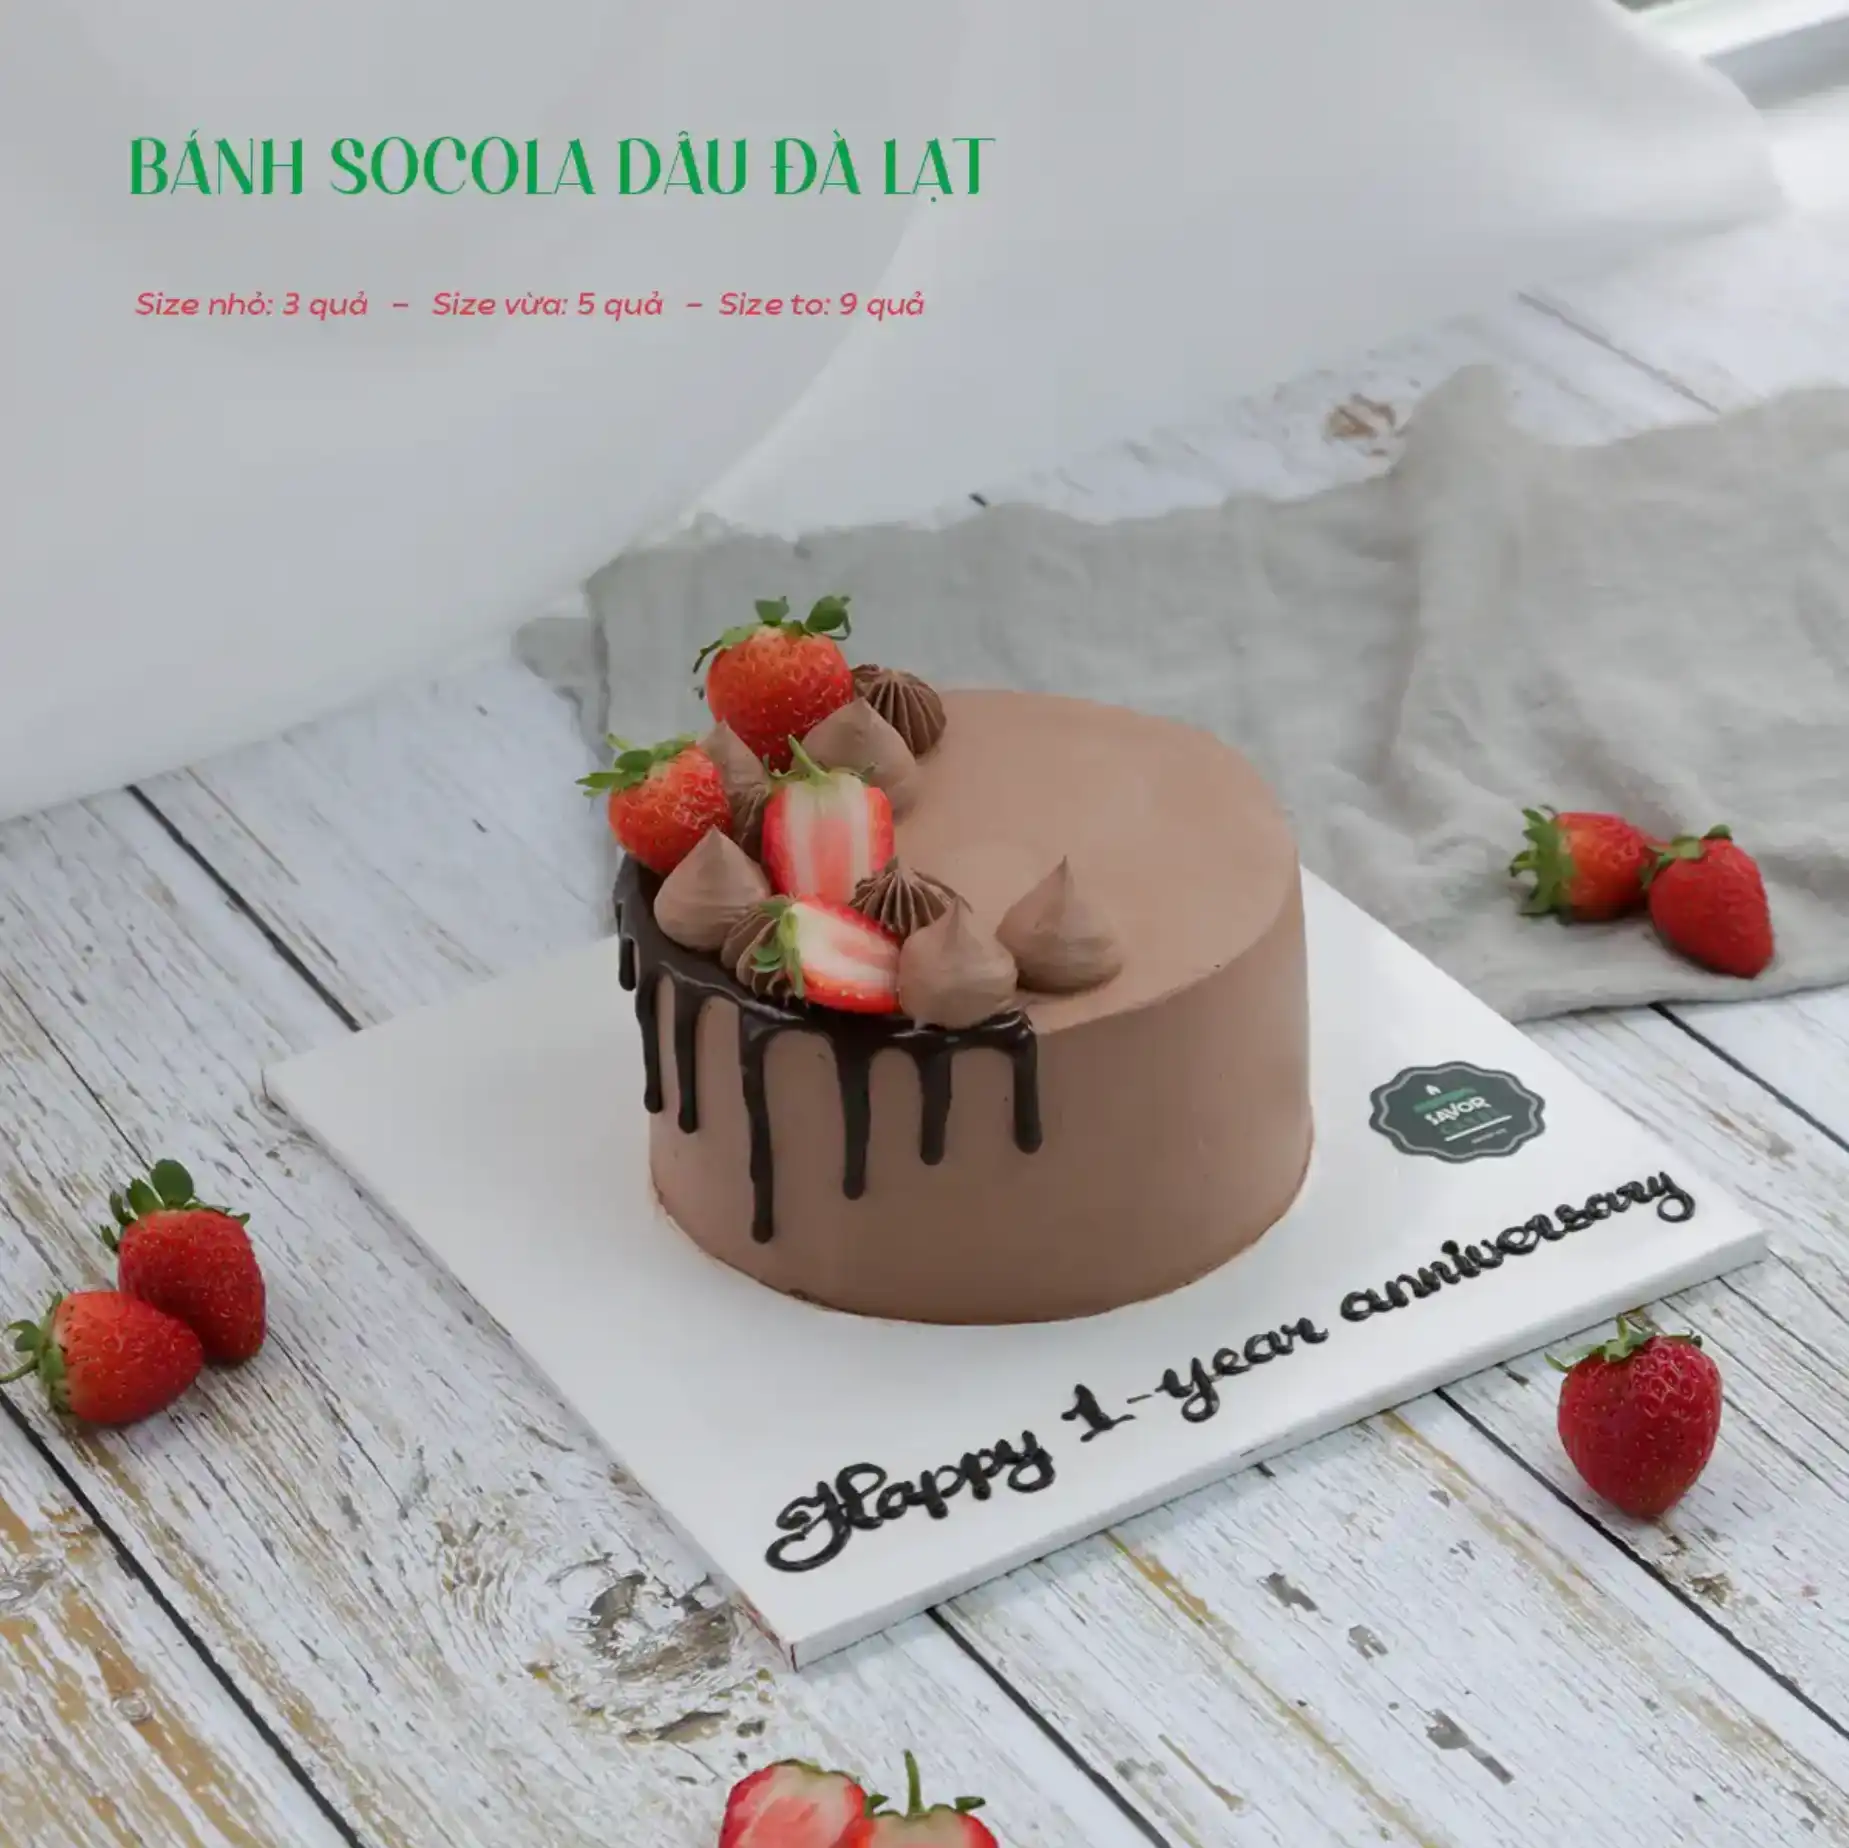 BÁNH SOCOLA DÂU ĐÀ LẠT
Size nhỏ: 3 quả - Size vừa: 5 quả - Size to: 9 quả
SAVOR
Happy 1-year anniversary